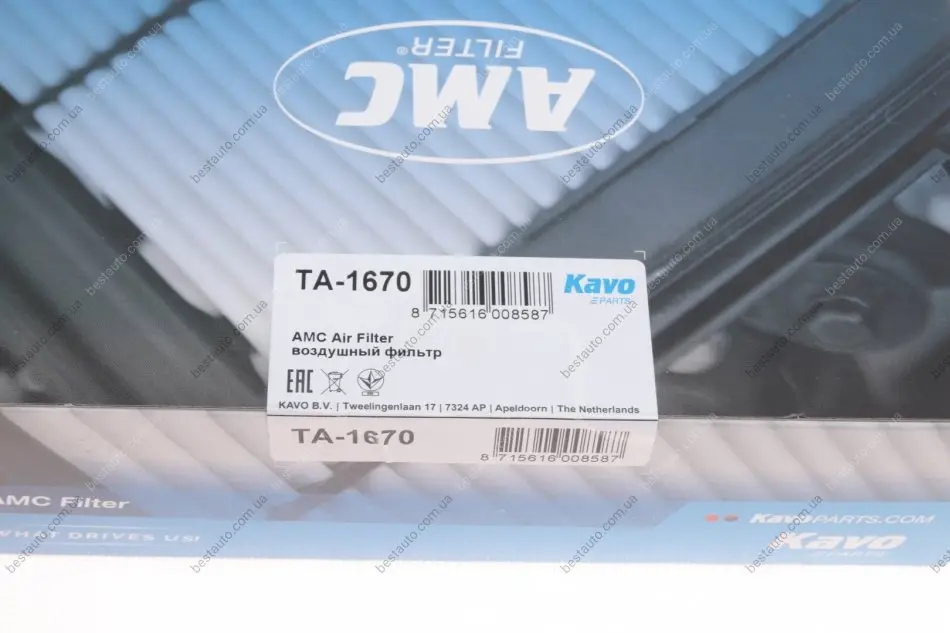 AMC
FILTER®
TA-1670
8 715616 008587
Kavo
PARTS
AMC Air Filter
воздушный фильтр
EAC
KAVO B.V. | Tweelingenlaan 17 | 7324 AP | Apeldoorn | The Netherlands
TA-1670
8 715616 008587
AMC Filter
WHAT DRIVES US!
KavoPARTS.COM
Kavo
PARTS
bestauto.com.ua